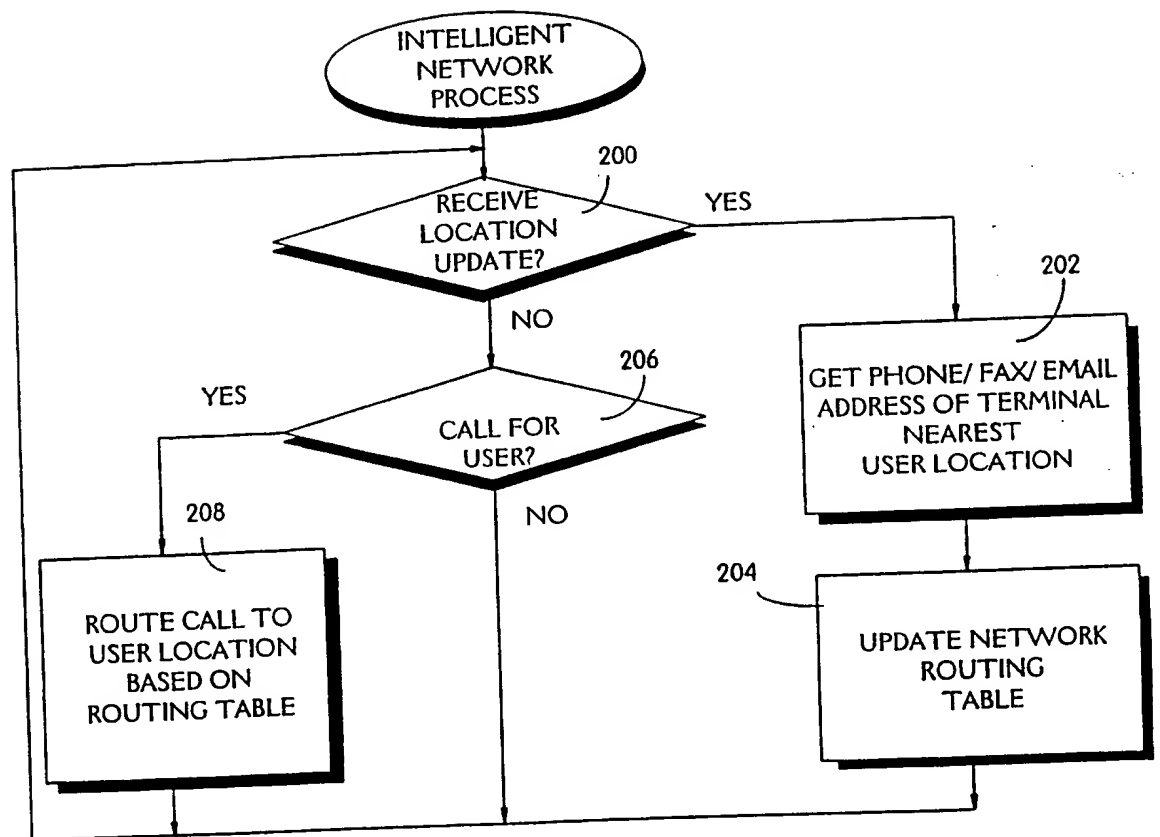 INTELLIGENT
NETWORK
PROCESS
200
RECEIVE
LOCATION
UPDATE?
YES
NO
202
GET PHONE/ FAX/ EMAIL
ADDRESS OF TERMINAL
NEAREST
USER LOCATION
206
YES
CALL FOR
USER?
NO
208
ROUTE CALL TO
USER LOCATION
BASED ON
ROUTING TABLE
204
UPDATE NETWORK
ROUTING
TABLE